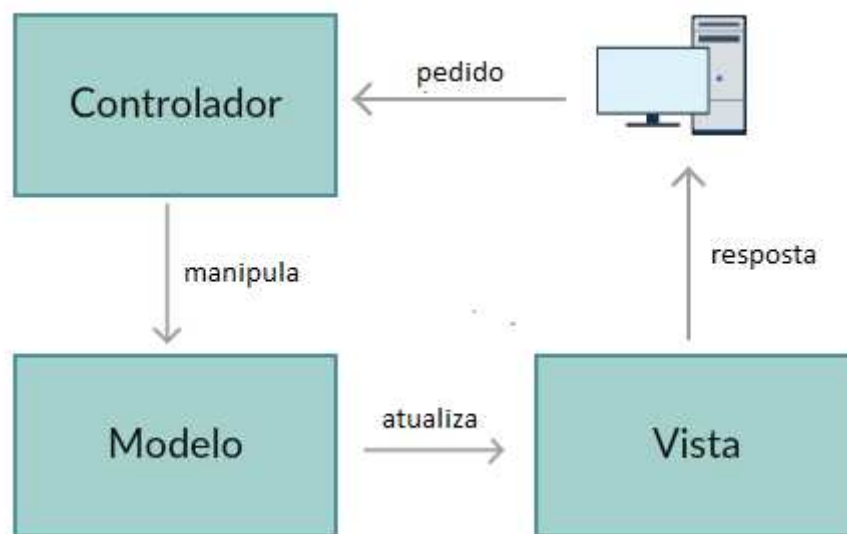 pedido
Controlador
manipula
resposta
atualiza
Modelo
Vista